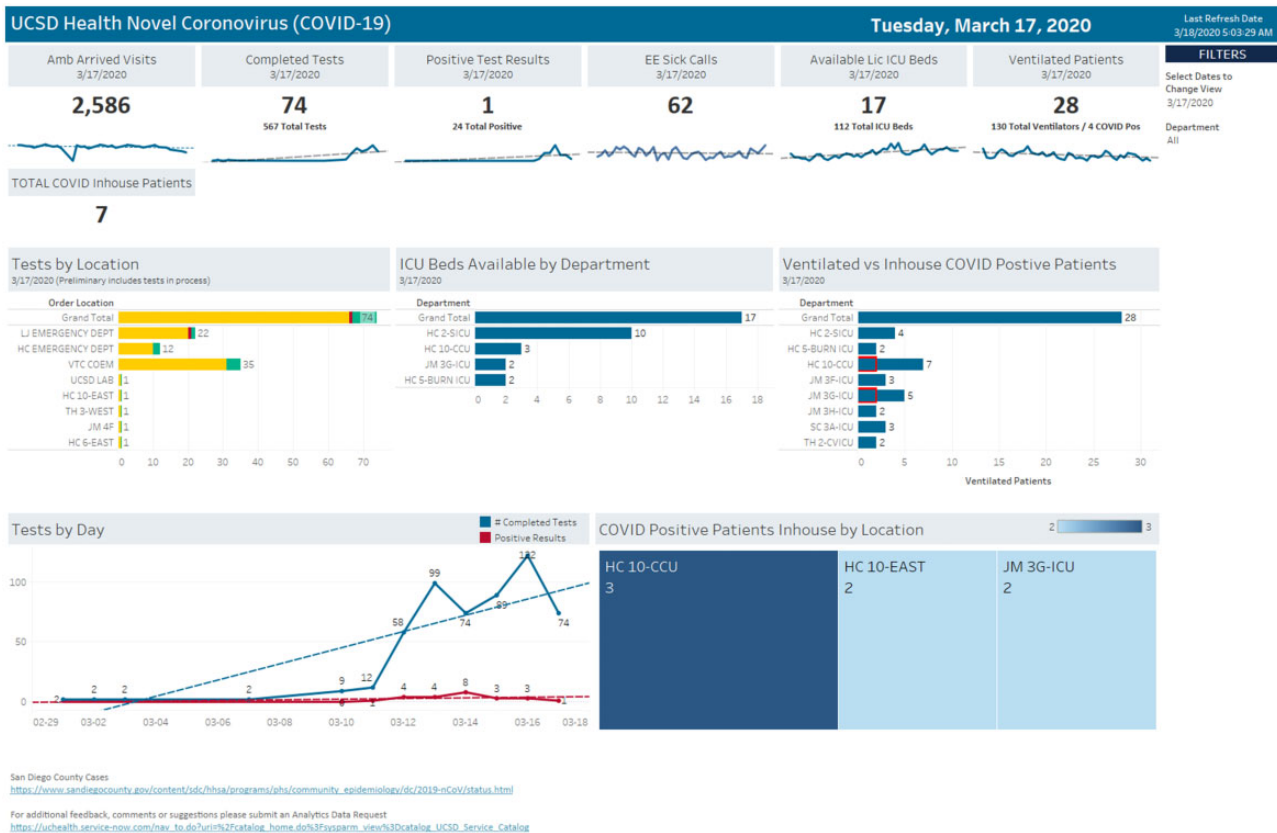 UCSD Health Novel Coronovirus (COVID-19)
Tuesday, March 17, 2020
Last Refresh Date
3/18/2020 5:03:29 AM
FILTERS
Select Dates to
Change View
3/17/2020
Department
All
Amb Arrived Visits
3/17/2020
2,586
Completed Tests
3/17/2020
74
567 Total Tests
Positive Test Results
3/17/2020
1
24 Total Positive
EE Sick Calls
3/17/2020
62
Available Lic ICU Beds
3/17/2020
17
112 Total ICU Beds
Ventilated Patients
3/17/2020
28
130 Total Ventilators / 4 COVID Pos
TOTAL COVID Inhouse Patients
7
Tests by Location
3/17/2020 (Preliminary includes tests in process)
Order Location
Grand Total 74
LJ EMERGENCY DEPT 22
HC EMERGENCY DEPT 12
VTC COEM 35
UCSD LAB 1
HC 10-EAST 1
TH 3-WEST 1
JM 4F 1
HC 6-EAST 1
0 10 20 30 40 50 60 70
ICU Beds Available by Department
3/17/2020
Department
Grand Total 17
HC 2-SICU 10
HC 10-CCU 3
JM 3G-ICU 2
HC 5-BURN ICU 2
0 2 4 6 8 10 12 14 16 18
Ventilated vs Inhouse COVID Postive Patients
3/17/2020
Department
Grand Total 28
HC 2-SICU 4
HC 5-BURN ICU 2
HC 10-CCU 7
JM 3F-ICU 3
JM 3G-ICU 5
JM 3H-ICU 2
SC 3A-ICU 3
TH 2-CVICU 2
0 5 10 15 20 25 30
Ventilated Patients
Tests by Day
# Completed Tests
Positive Results
100
50
0
2 2 2 2 9 12 58 99 74 89 122 74
0 1 4 4 8 3 3 1
02-29 03-02 03-04 03-06 03-08 03-10 03-12 03-14 03-16 03-18
COVID Positive Patients Inhouse by Location
2 3
HC 10-CCU
3
HC 10-EAST
2
JM 3G-ICU
2
San Diego County Cases
https://www.sandiegocounty.gov/content/sdc/hhsa/programs/phs/community_epidemiology/dc/2019-nCoV/status.html
For additional feedback, comments or suggestions please submit an Analytics Data Request
https://uchealth.service-now.com/nav_to.do?uri=%2Fcatalog_home.do%3Fsysparm_view%3Dcatalog_UCSD_Service_Catalog